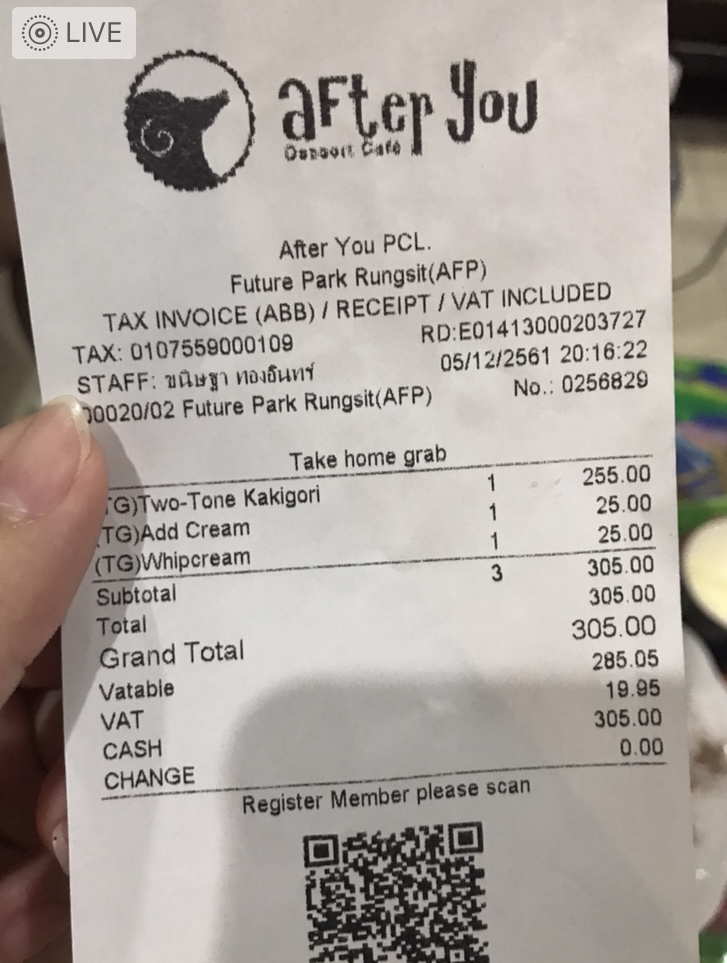 LIVE
aFter you
Dessert Café
After You PCL.
Future Park Rungsit(AFP)
TAX INVOICE (ABB) / RECEIPT / VAT INCLUDED
TAX: 0107559000109 RD:E01413000203727
STAFF: ขนิษฐา ทองอินทร์ 05/12/2561 20:16:22
00020/02 Future Park Rungsit(AFP) No.: 0256829
Take home grab
TG)Two-Tone Kakigori 1 255.00
(TG)Add Cream 1 25.00
(TG)Whipcream 1 25.00
Subtotal 3 305.00
Total 305.00
Grand Total 305.00
Vatable 285.05
VAT 19.95
CASH 305.00
CHANGE 0.00
Register Member please scan